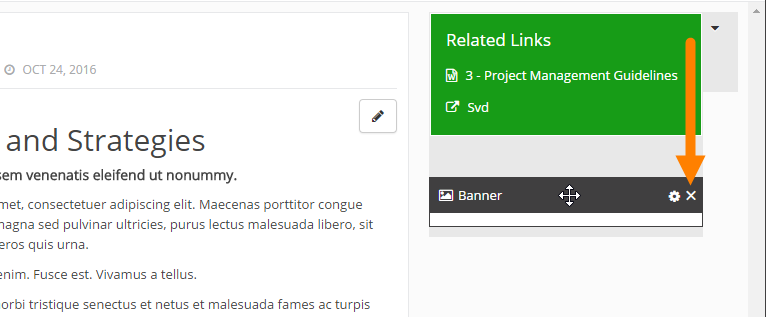 OCT 24, 2016
and Strategies
sem venenatis eleifend ut nonummy.
met, consectetuer adipiscing elit. Maecenas porttitor congue
magna sed pulvinar ultricies, purus lectus malesuada libero, sit
eros quis urna.
enim. Fusce est. Vivamus a tellus.
morbi tristique senectus et netus et malesuada fames ac turpis
Related Links
3 - Project Management Guidelines
Svd
Banner